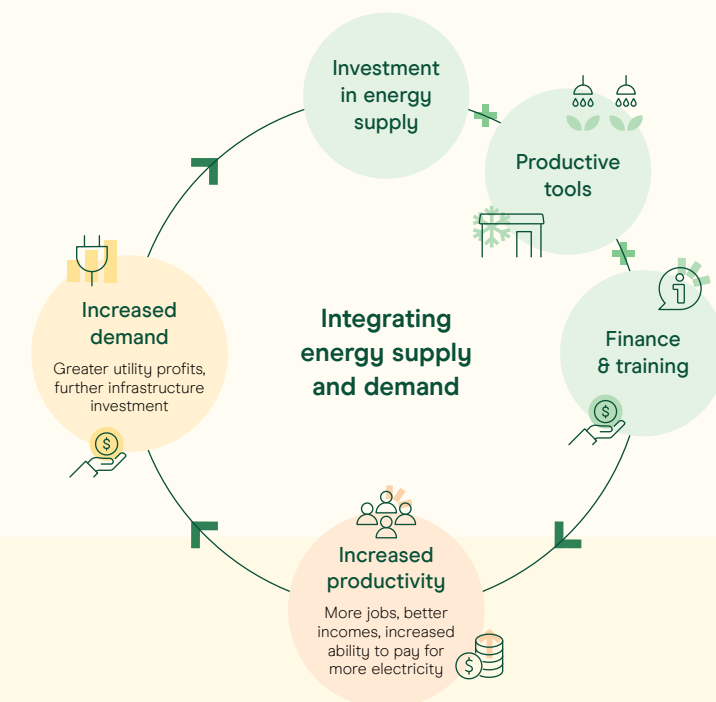 Investment
in energy
supply
Productive
tools
Finance
& training
Increased
demand
Greater utility profits,
further infrastructure
investment
Integrating
energy supply
and demand
Increased
productivity
More jobs, better
incomes, increased
ability to pay for
more electricity